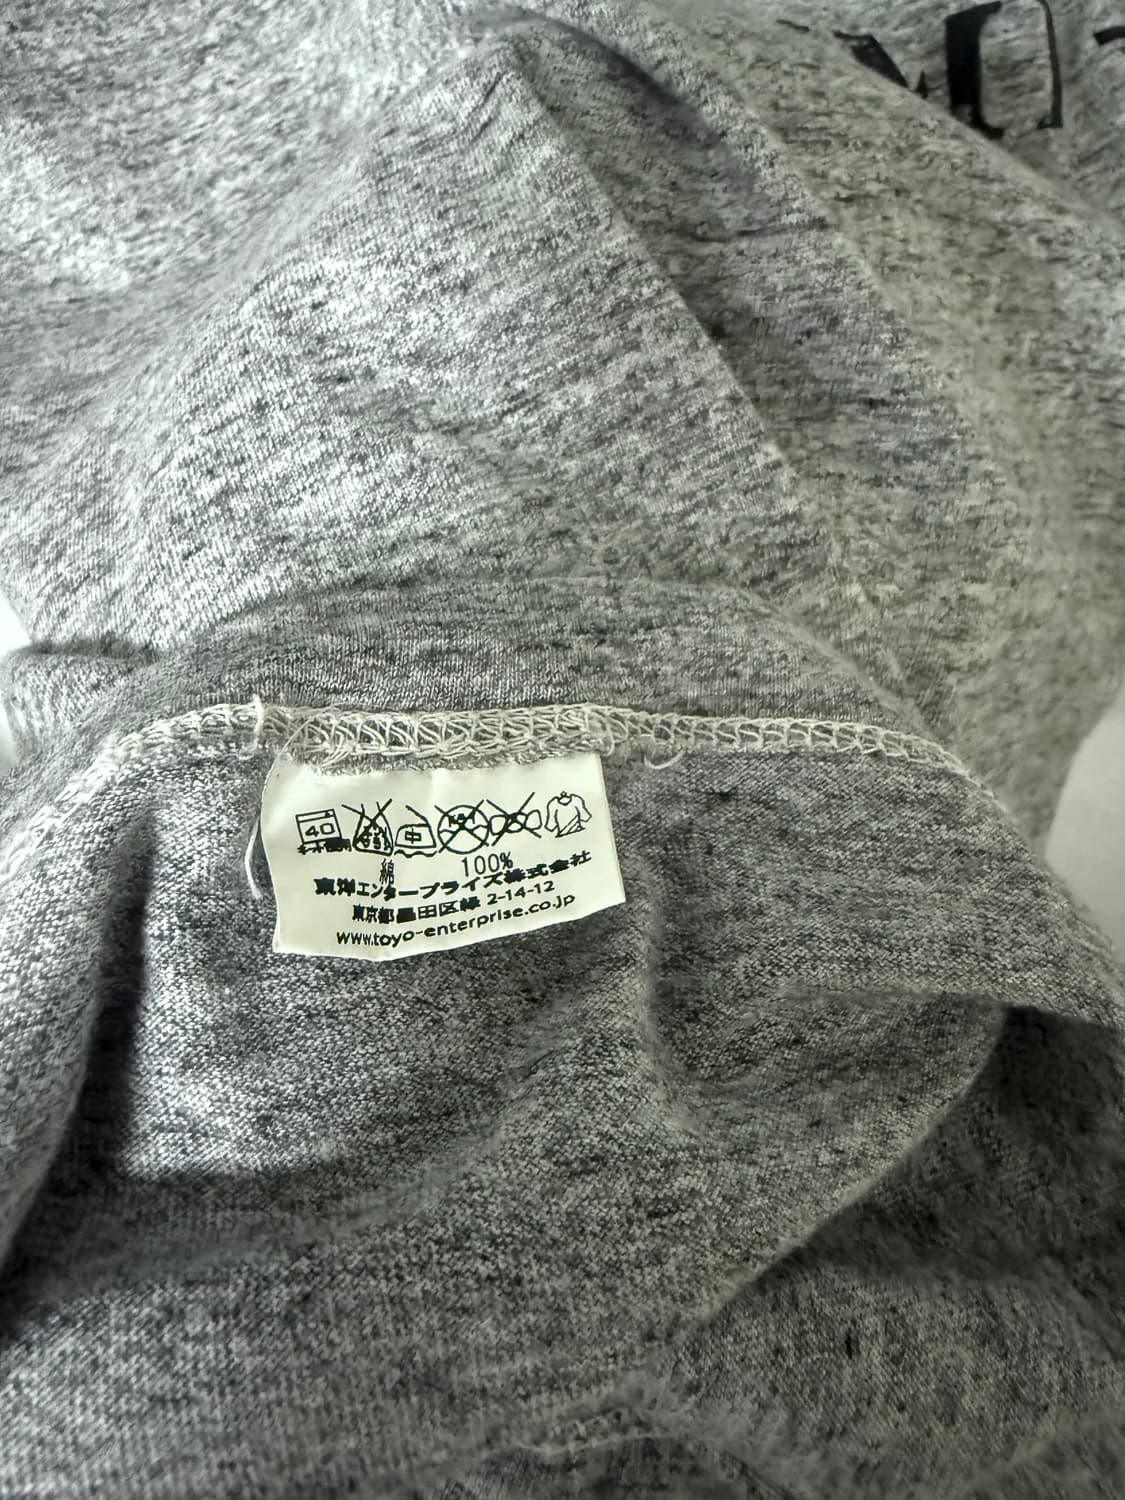 40
中
綿 100%
東洋エンタープライズ株式会社
東京都墨田区緑 2-14-12
www.toyo-enterprise.co.jp